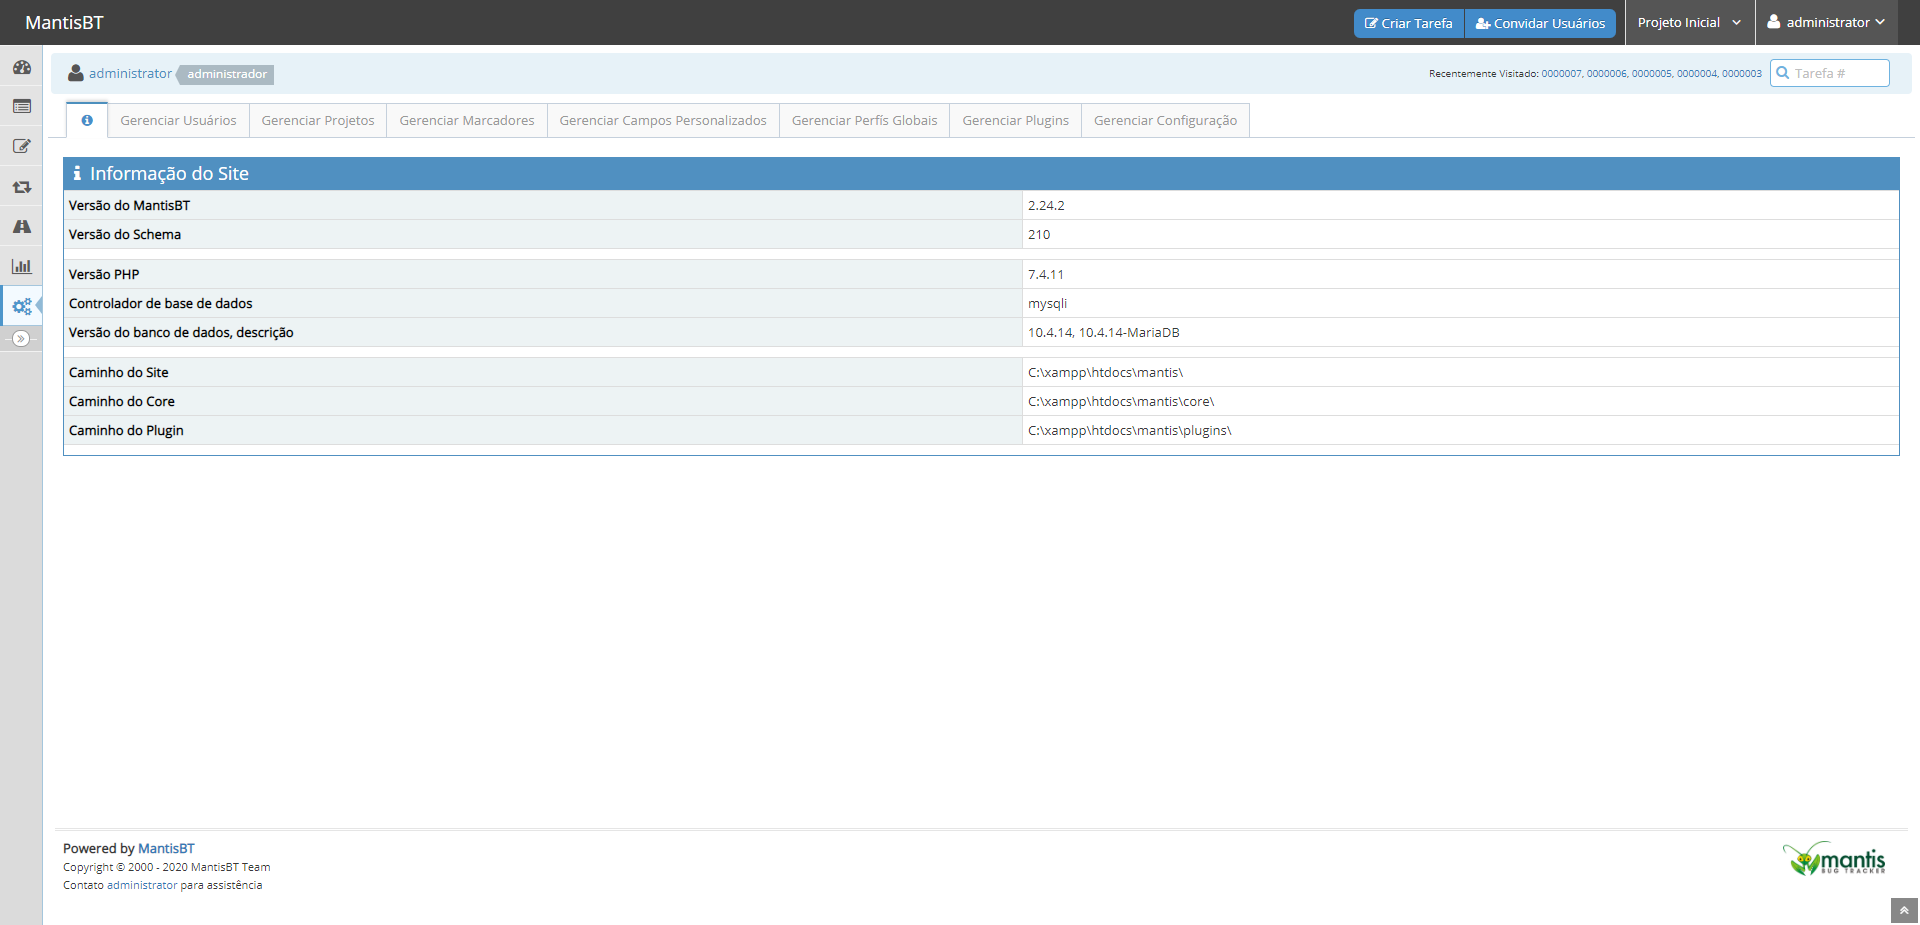 MantisBT
Criar Tarefa
Convidar Usuários
Projeto Inicial
administrator
administrator administrador
Recentemente Visitado: 0000007, 0000006, 0000005, 0000004, 0000003
Tarefa #
Gerenciar Usuários
Gerenciar Projetos
Gerenciar Marcadores
Gerenciar Campos Personalizados
Gerenciar Perfís Globais
Gerenciar Plugins
Gerenciar Configuração
Informação do Site
Versão do MantisBT 2.24.2
Versão do Schema 210
Versão PHP 7.4.11
Controlador de base de dados mysqli
Versão do banco de dados, descrição 10.4.14, 10.4.14-MariaDB
Caminho do Site C:\xampp\htdocs\mantis\
Caminho do Core C:\xampp\htdocs\mantis\core\
Caminho do Plugin C:\xampp\htdocs\mantis\plugins\
Powered by MantisBT
Copyright © 2000 - 2020 MantisBT Team
Contato administrator para assistência
mantis
BUG TRACKER